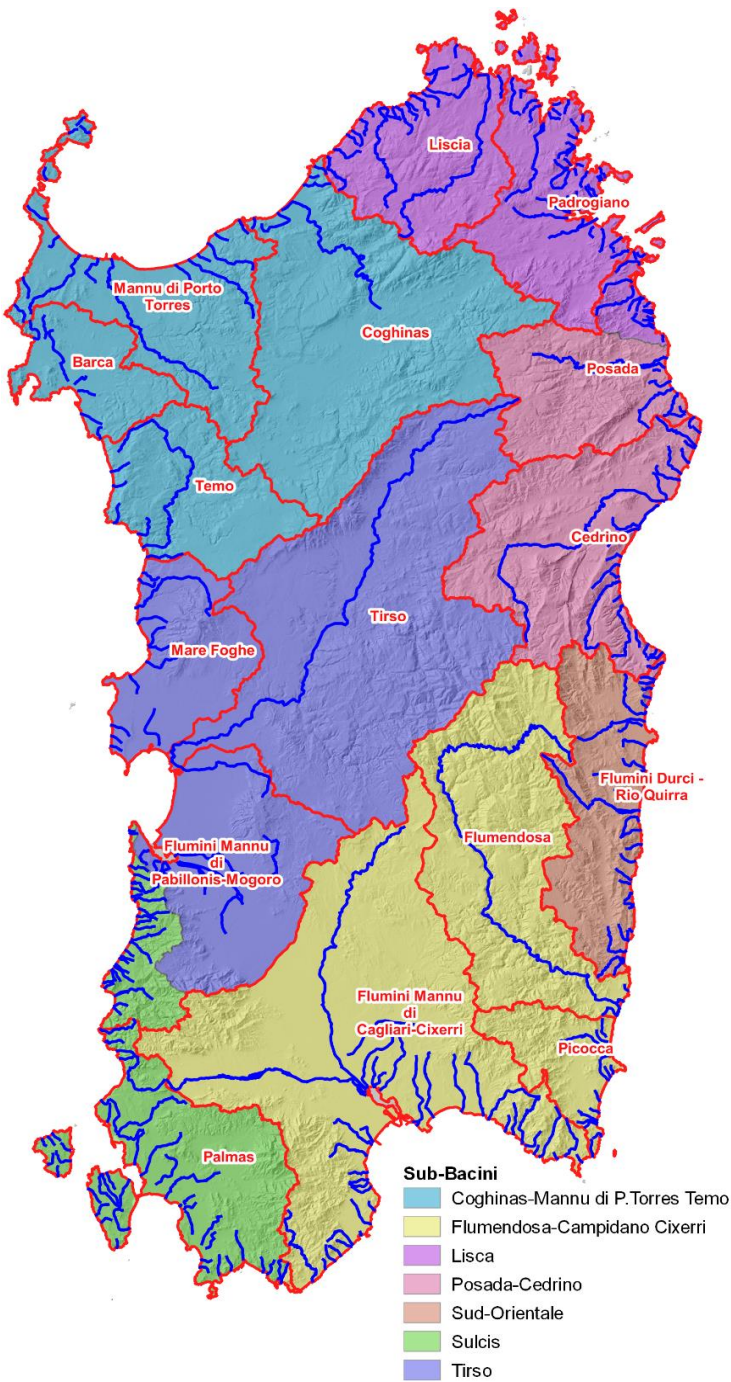 Liscia
Padrogiano
Mannu di Porto
Torres
Coghinas
Barca
Posada
Temo
Cedrino
Tirso
Mare Foghe
Flumini Durci -
Rio Quirra
Flumendosa
Flumini Mannu
di
Pabillonis-Mogoro
Flumini Mannu
di
Cagliari-Cixerri
Picocca
Palmas
Sub-Bacini
Coghinas-Mannu di P.Torres Temo
Flumendosa-Campidano Cixerri
Lisca
Posada-Cedrino
Sud-Orientale
Sulcis
Tirso